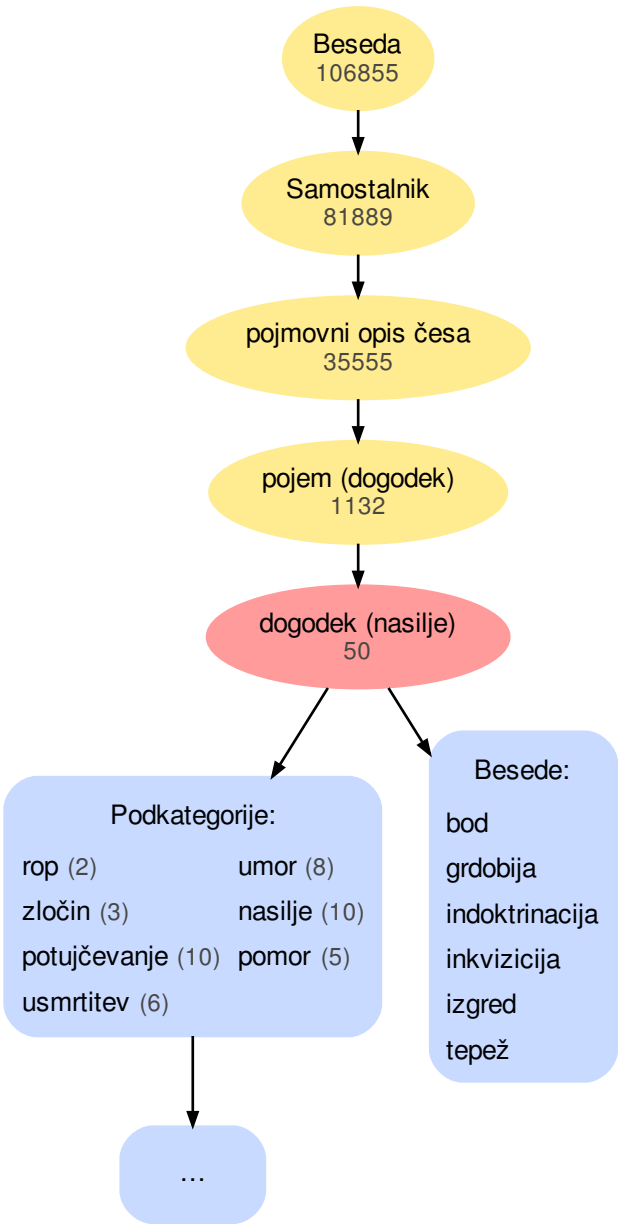 Beseda
106855
Samostalnik
81889
pojmovni opis česa
35555
pojem (dogodek)
1132
dogodek (nasilje)
50
Podkategorije:
rop (2) umor (8)
zločin (3) nasilje (10)
potujčevanje (10) pomor (5)
usmrtitev (6)
Besede:
bod
grdobija
indoktrinacija
inkvizicija
izgred
tepež
...